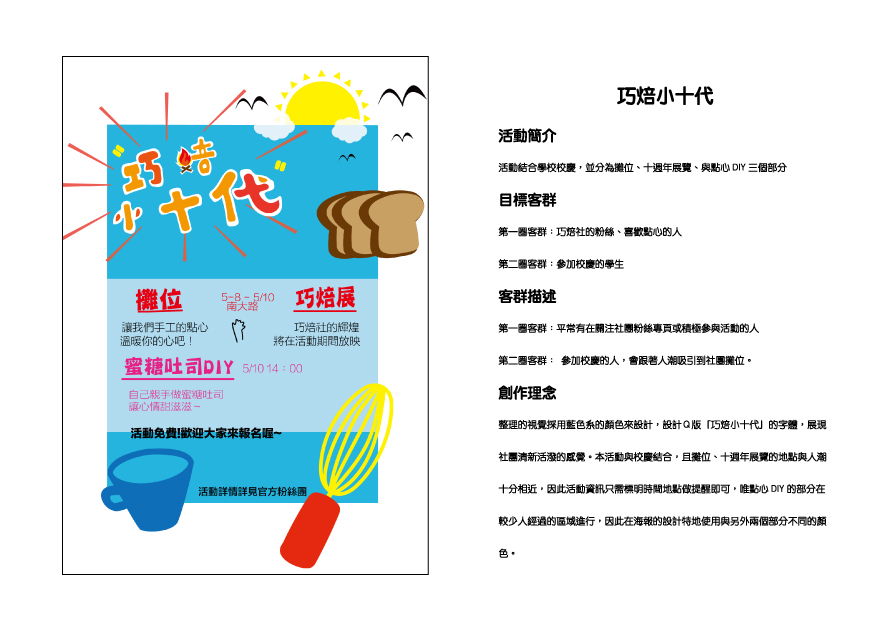 巧焙
小十代
攤位
5-8 - 5/10
南大路
巧焙展
讓我們手工的點心
溫暖你的心吧！
巧焙社的輝煌
將在活動期間放映
蜜糖吐司DIY 5/10 14：00
自己親手做蜜糖吐司
讓心情甜滋滋~
活動免費!歡迎大家來報名喔~
活動詳情詳見官方粉絲團
巧焙小十代
活動簡介
活動結合學校校慶，並分為攤位、十週年展覽、與點心 DIY 三個部分
目標客群
第一圈客群：巧焙社的粉絲、喜歡點心的人
第二圈客群：參加校慶的學生
客群描述
第一圈客群：平常有在關注社團粉絲專頁或積極參與活動的人
第二圈客群： 參加校慶的人，會跟著人潮吸引到社團攤位。
創作理念
整理的視覺採用藍色系的顏色來設計，設計Q版「巧焙小十代」的字體，展現
社團清新活潑的感覺。本活動與校慶結合，且攤位、十週年展覽的地點與人潮
十分相近，因此活動資訊只需標明時間地點做提醒即可，唯點心 DIY 的部分在
較少人經過的區域進行，因此在海報的設計特地使用與另外兩個部分不同的顏
色。